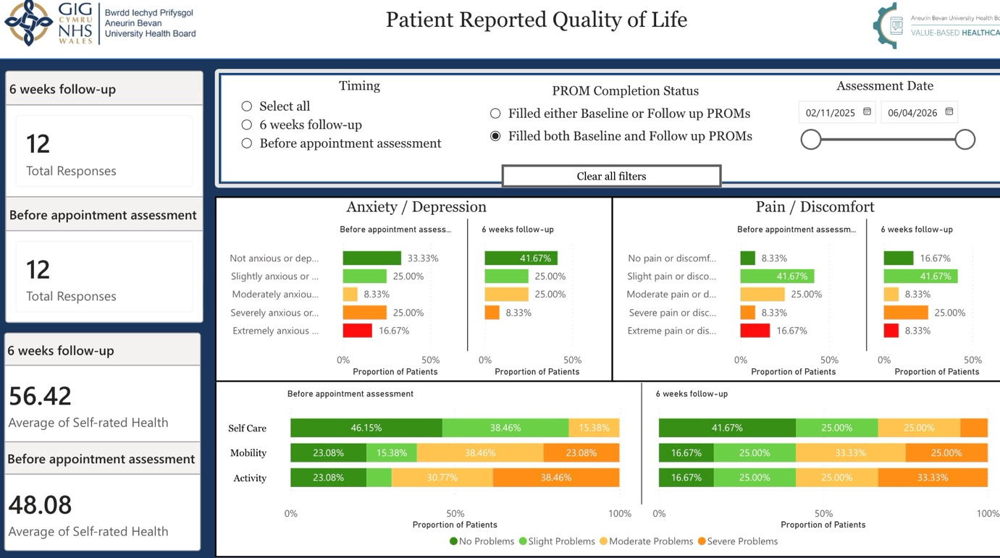 GIG
CYMRU
NHS
WALES
Bwrdd Iechyd Prifysgol
Aneurin Bevan
University Health Board
Patient Reported Quality of Life
Aneurin Bevan University Health Bo
VALUE-BASED HEALTHCA
6 weeks follow-up
12
Total Responses
Before appointment assessment
12
Total Responses
6 weeks follow-up
56.42
Average of Self-rated Health
Before appointment assessment
48.08
Average of Self-rated Health
Timing
Select all
6 weeks follow-up
Before appointment assessment
PROM Completion Status
Filled either Baseline or Follow up PROMs
Filled both Baseline and Follow up PROMs
Assessment Date
02/11/2025 06/04/2026
Clear all filters
Anxiety / Depression
Before appointment assess... 6 weeks follow-up
Not anxious or dep... 33.33% 41.67%
Slightly anxious or ... 25.00% 25.00%
Moderately anxiou... 8.33% 25.00%
Severely anxious or... 25.00% 8.33%
Extremely anxious ... 16.67%
0% 50% 0% 50%
Proportion of Patients Proportion of Patients
Pain / Discomfort
Before appointment assessm... 6 weeks follow-up
No pain or discomf... 8.33% 16.67%
Slight pain or disco... 41.67% 41.67%
Moderate pain or d... 25.00% 8.33%
Severe pain or disc... 8.33% 25.00%
Extreme pain or dis... 16.67% 8.33%
0% 50% 0% 50%
Proportion of Patients Proportion of Patients
Before appointment assessment 6 weeks follow-up
Self Care 46.15% 38.46% 15.38% 41.67% 25.00% 25.00%
Mobility 23.08% 15.38% 38.46% 23.08% 16.67% 25.00% 33.33% 25.00%
Activity 23.08% 30.77% 38.46% 16.67% 25.00% 25.00% 33.33%
0% 50% 100% 0% 50% 100%
Proportion of Patients Proportion of Patients
No Problems Slight Problems Moderate Problems Severe Problems